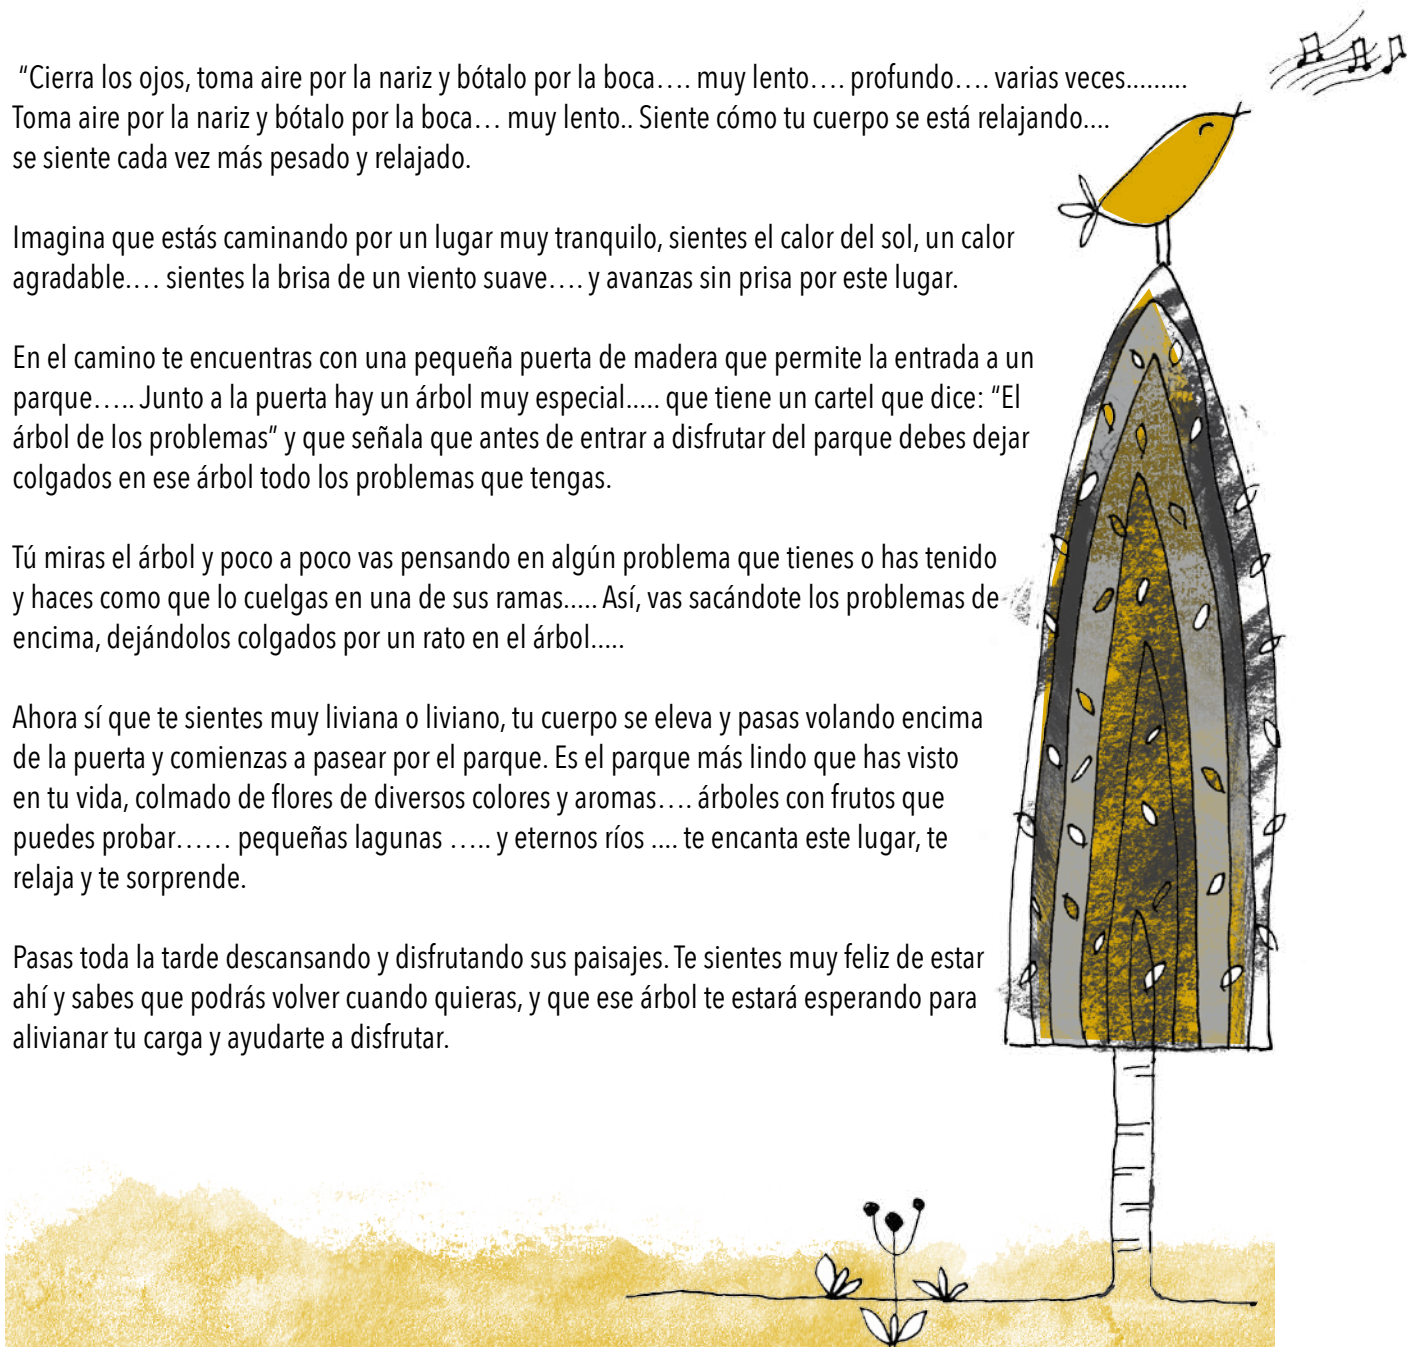 “Cierra los ojos, toma aire por la nariz y bótalo por la boca…. muy lento…. profundo…. varias veces.........
Toma aire por la nariz y bótalo por la boca… muy lento.. Siente cómo tu cuerpo se está relajando....
se siente cada vez más pesado y relajado.
Imagina que estás caminando por un lugar muy tranquilo, sientes el calor del sol, un calor
agradable.… sientes la brisa de un viento suave…. y avanzas sin prisa por este lugar.
En el camino te encuentras con una pequeña puerta de madera que permite la entrada a un
parque….. Junto a la puerta hay un árbol muy especial..... que tiene un cartel que dice: “El
árbol de los problemas” y que señala que antes de entrar a disfrutar del parque debes dejar
colgados en ese árbol todo los problemas que tengas.
Tú miras el árbol y poco a poco vas pensando en algún problema que tienes o has tenido
y haces como que lo cuelgas en una de sus ramas..... Así, vas sacándote los problemas de
encima, dejándolos colgados por un rato en el árbol.....
Ahora sí que te sientes muy liviana o liviano, tu cuerpo se eleva y pasas volando encima
de la puerta y comienzas a pasear por el parque. Es el parque más lindo que has visto
en tu vida, colmado de flores de diversos colores y aromas…. árboles con frutos que
puedes probar…… pequeñas lagunas ….. y eternos ríos .... te encanta este lugar, te
relaja y te sorprende.
Pasas toda la tarde descansando y disfrutando sus paisajes. Te sientes muy feliz de estar
ahí y sabes que podrás volver cuando quieras, y que ese árbol te estará esperando para
alivianar tu carga y ayudarte a disfrutar.